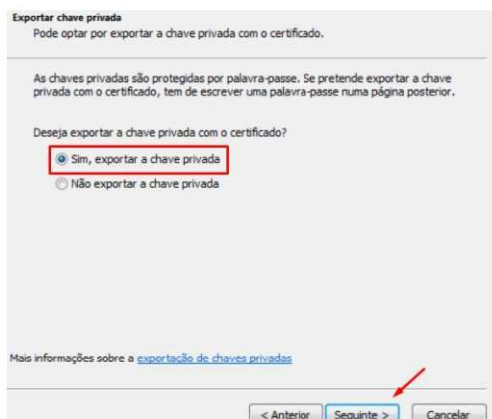 Exportar chave privada
Pode optar por exportar a chave privada com o certificado.
As chaves privadas são protegidas por palavra-passe. Se pretende exportar a chave
privada com o certificado, tem de escrever uma palavra-passe numa página posterior.
Deseja exportar a chave privada com o certificado?
Sim, exportar a chave privada
Não exportar a chave privada
Mais informações sobre a exportação de chaves privadas
< Anterior Seguinte > Cancelar